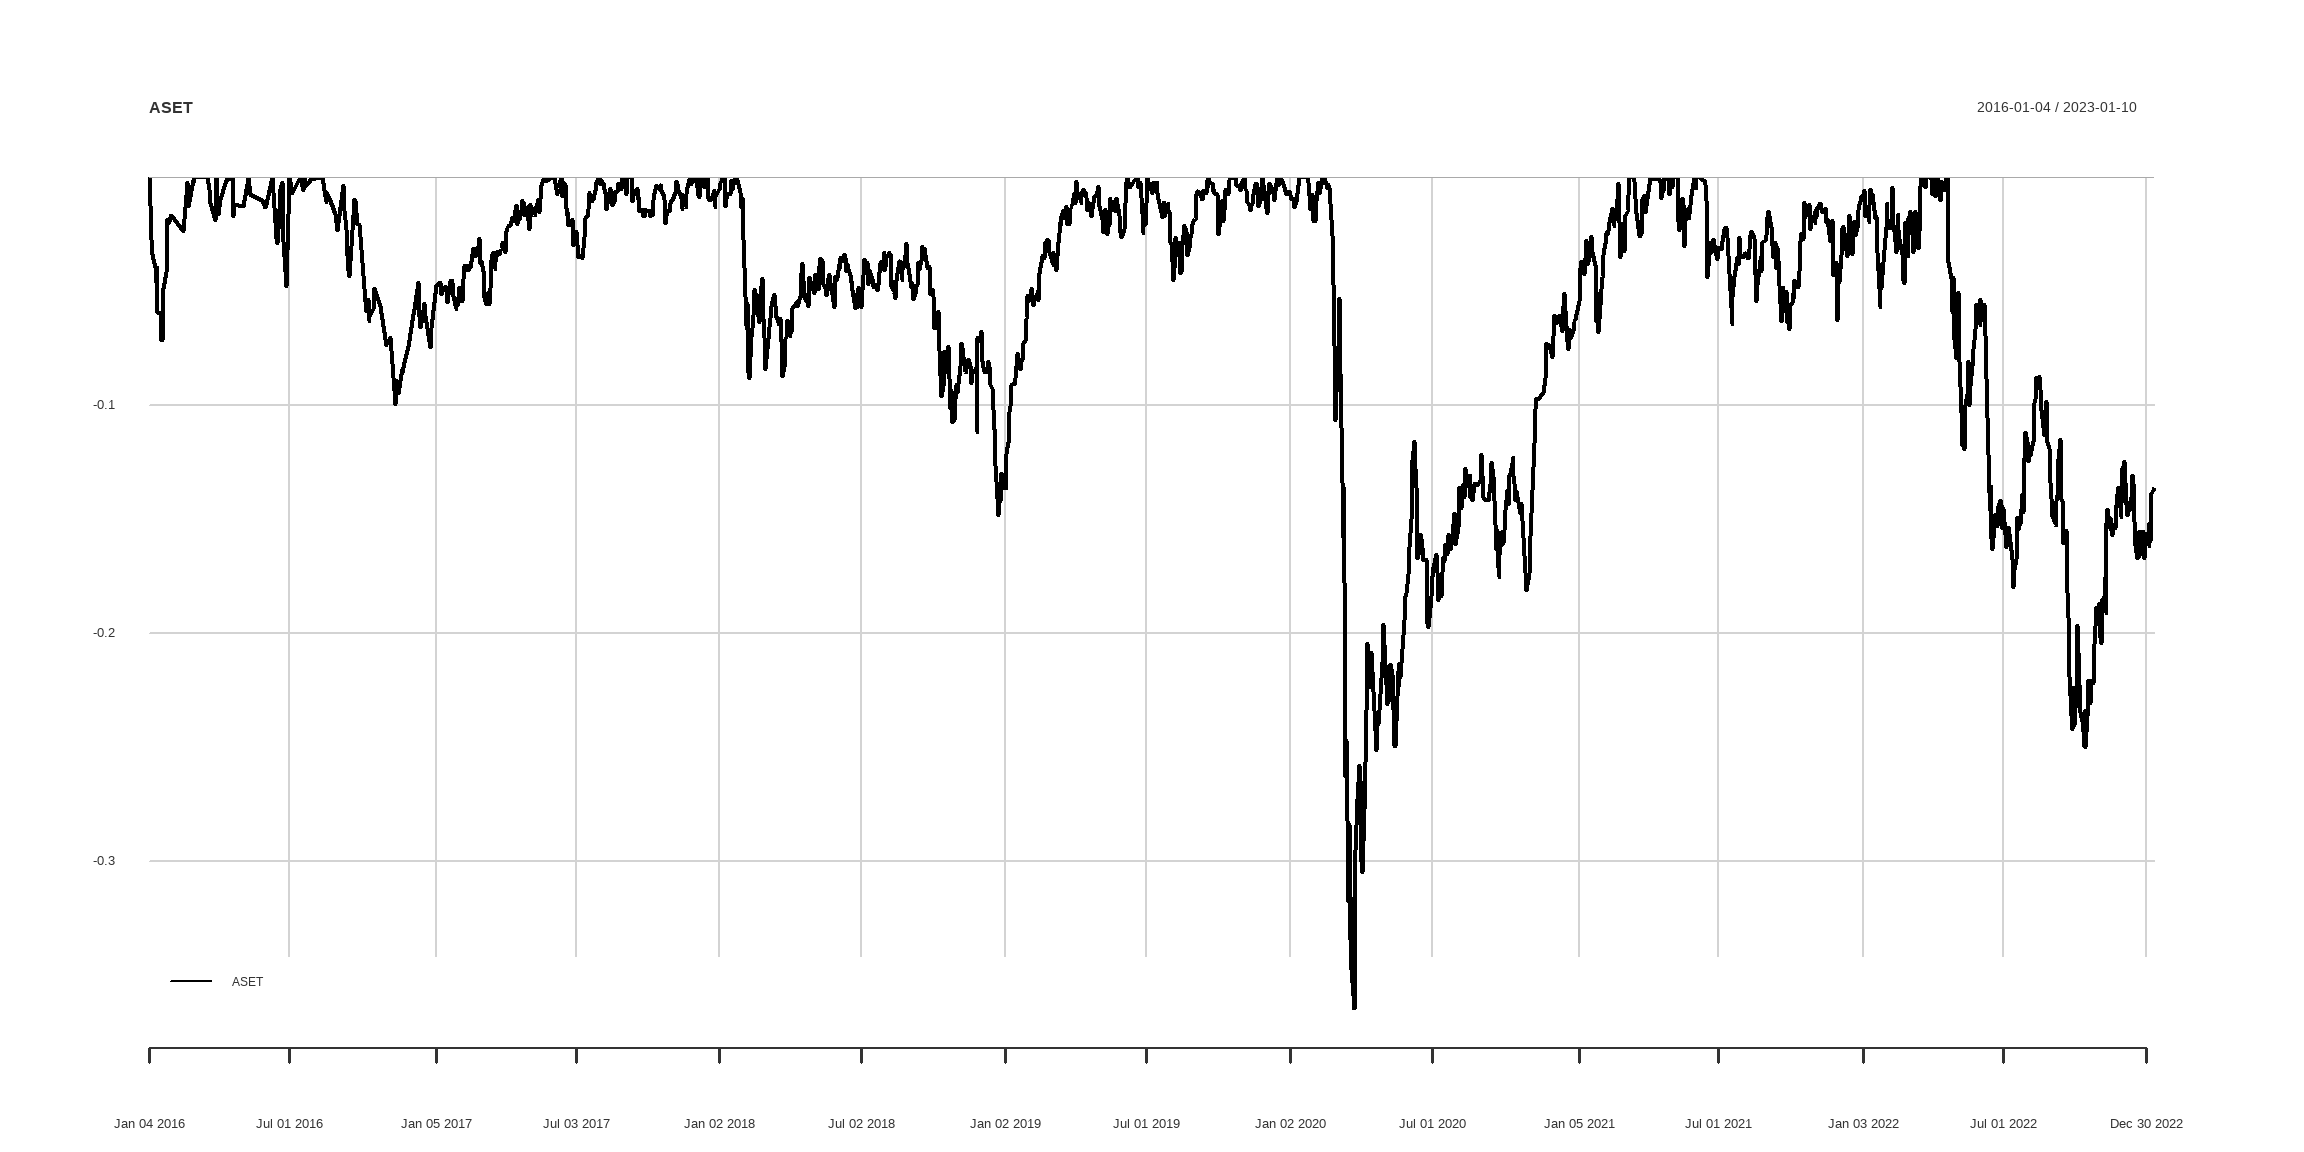 ASET
2016-01-04 / 2023-01-10
-0.1
-0.2
-0.3
ASET
Jan 04 2016
Jul 01 2016
Jan 05 2017
Jul 03 2017
Jan 02 2018
Jul 02 2018
Jan 02 2019
Jul 01 2019
Jan 02 2020
Jul 01 2020
Jan 05 2021
Jul 01 2021
Jan 03 2022
Jul 01 2022
Dec 30 2022